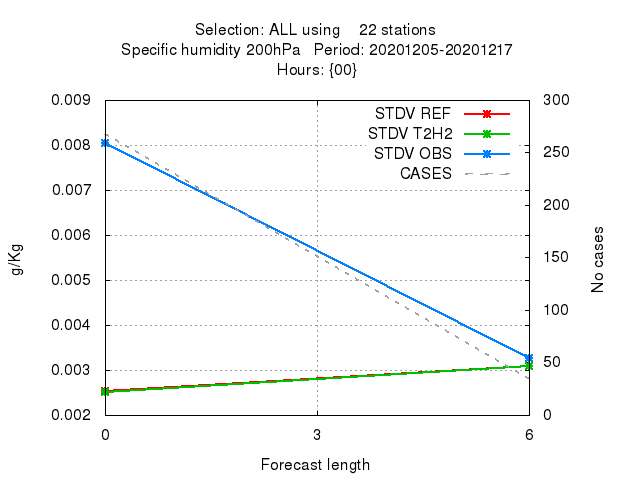 Selection: ALL using 22 stations
Specific humidity 200hPa Period: 20201205-20201217
Hours: {00}
0.009
0.008
0.007
0.006
0.005
0.004
0.003
0.002
g/Kg
STDV REF
STDV T2H2
STDV OBS
CASES
300
250
200
150
100
50
0
No cases
0 3 6
Forecast length